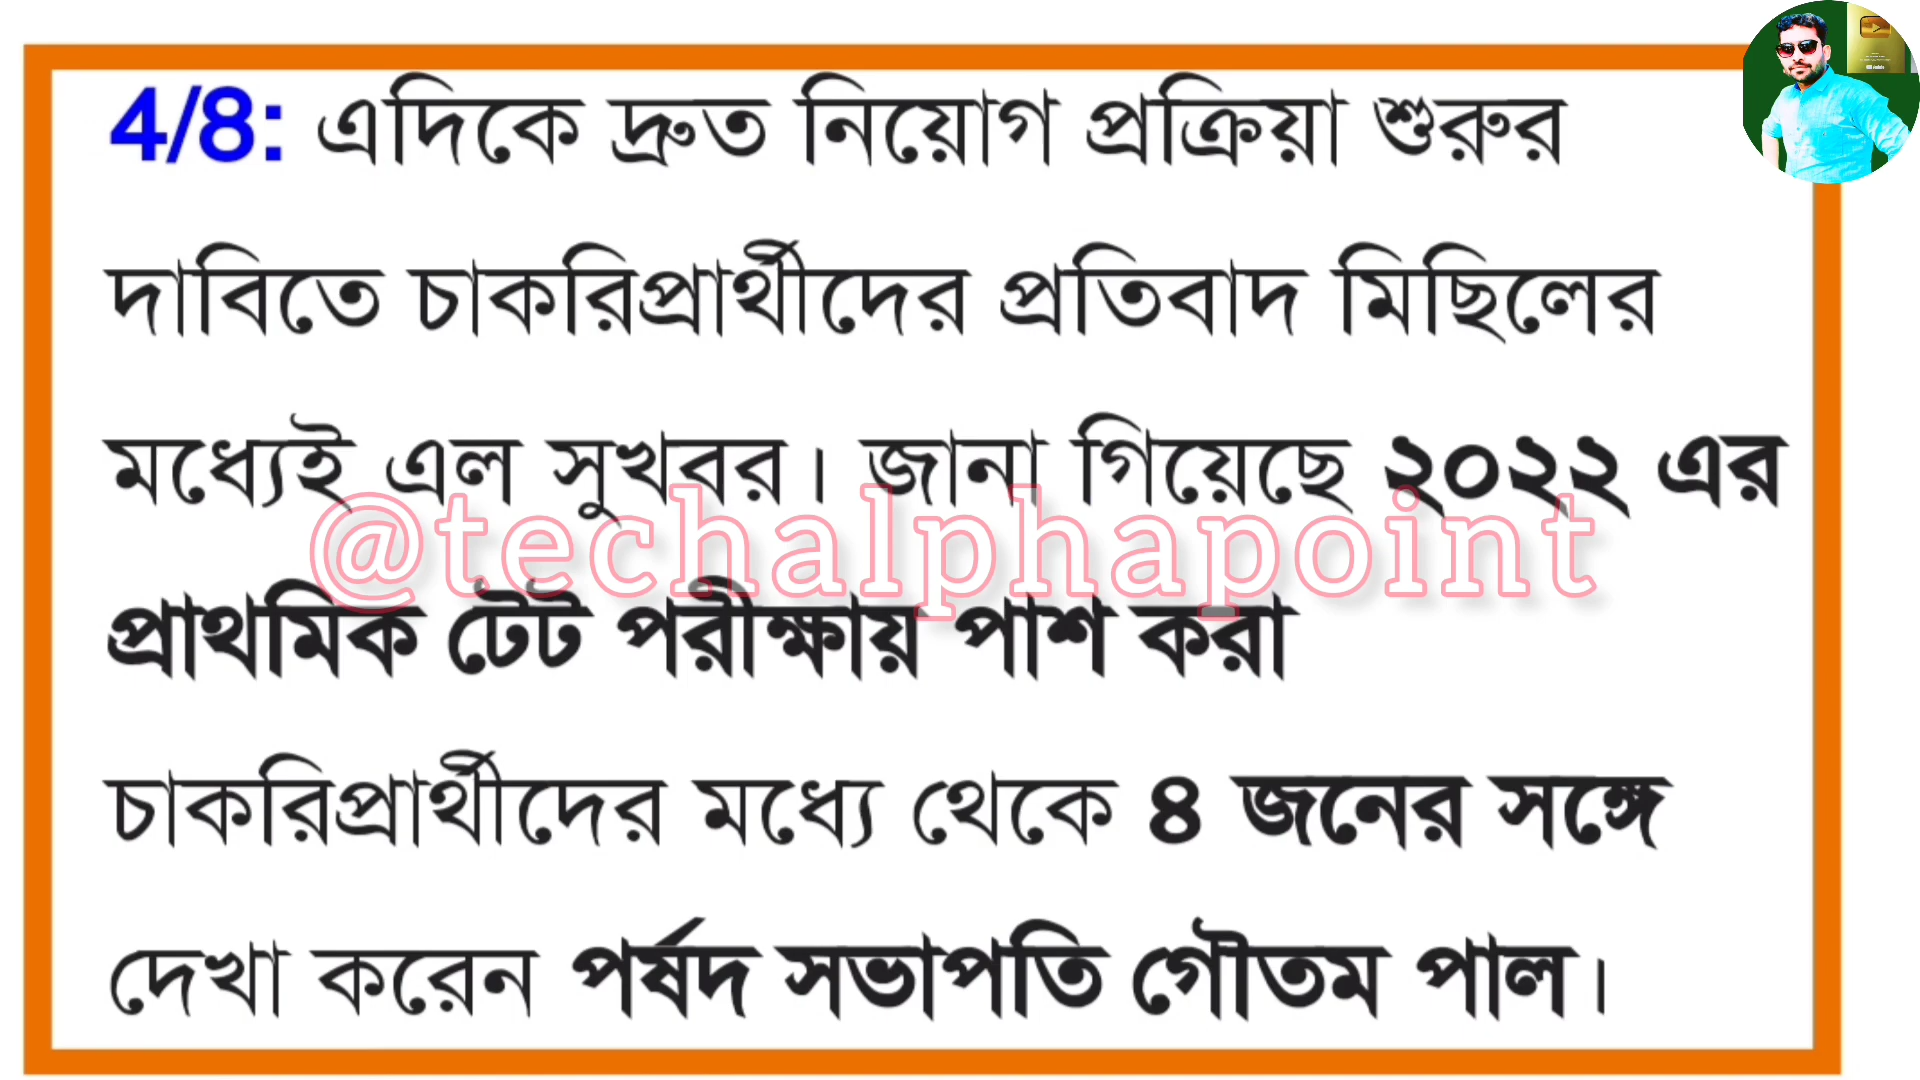 4/8: এদিকে দ্রুত নিয়োগ প্রক্রিয়া শুরুর
দাবিতে চাকরিপ্রার্থীদের প্রতিবাদ মিছিলের
মধ্যেই এল সুখবর। জানা গিয়েছে ২০২২ এর
@techalphapoint
প্রাথমিক টেট পরীক্ষায় পাশ করা
চাকরিপ্রার্থীদের মধ্যে থেকে ৪ জনের সঙ্গে
দেখা করেন পর্ষদ সভাপতি গৌতম পাল।